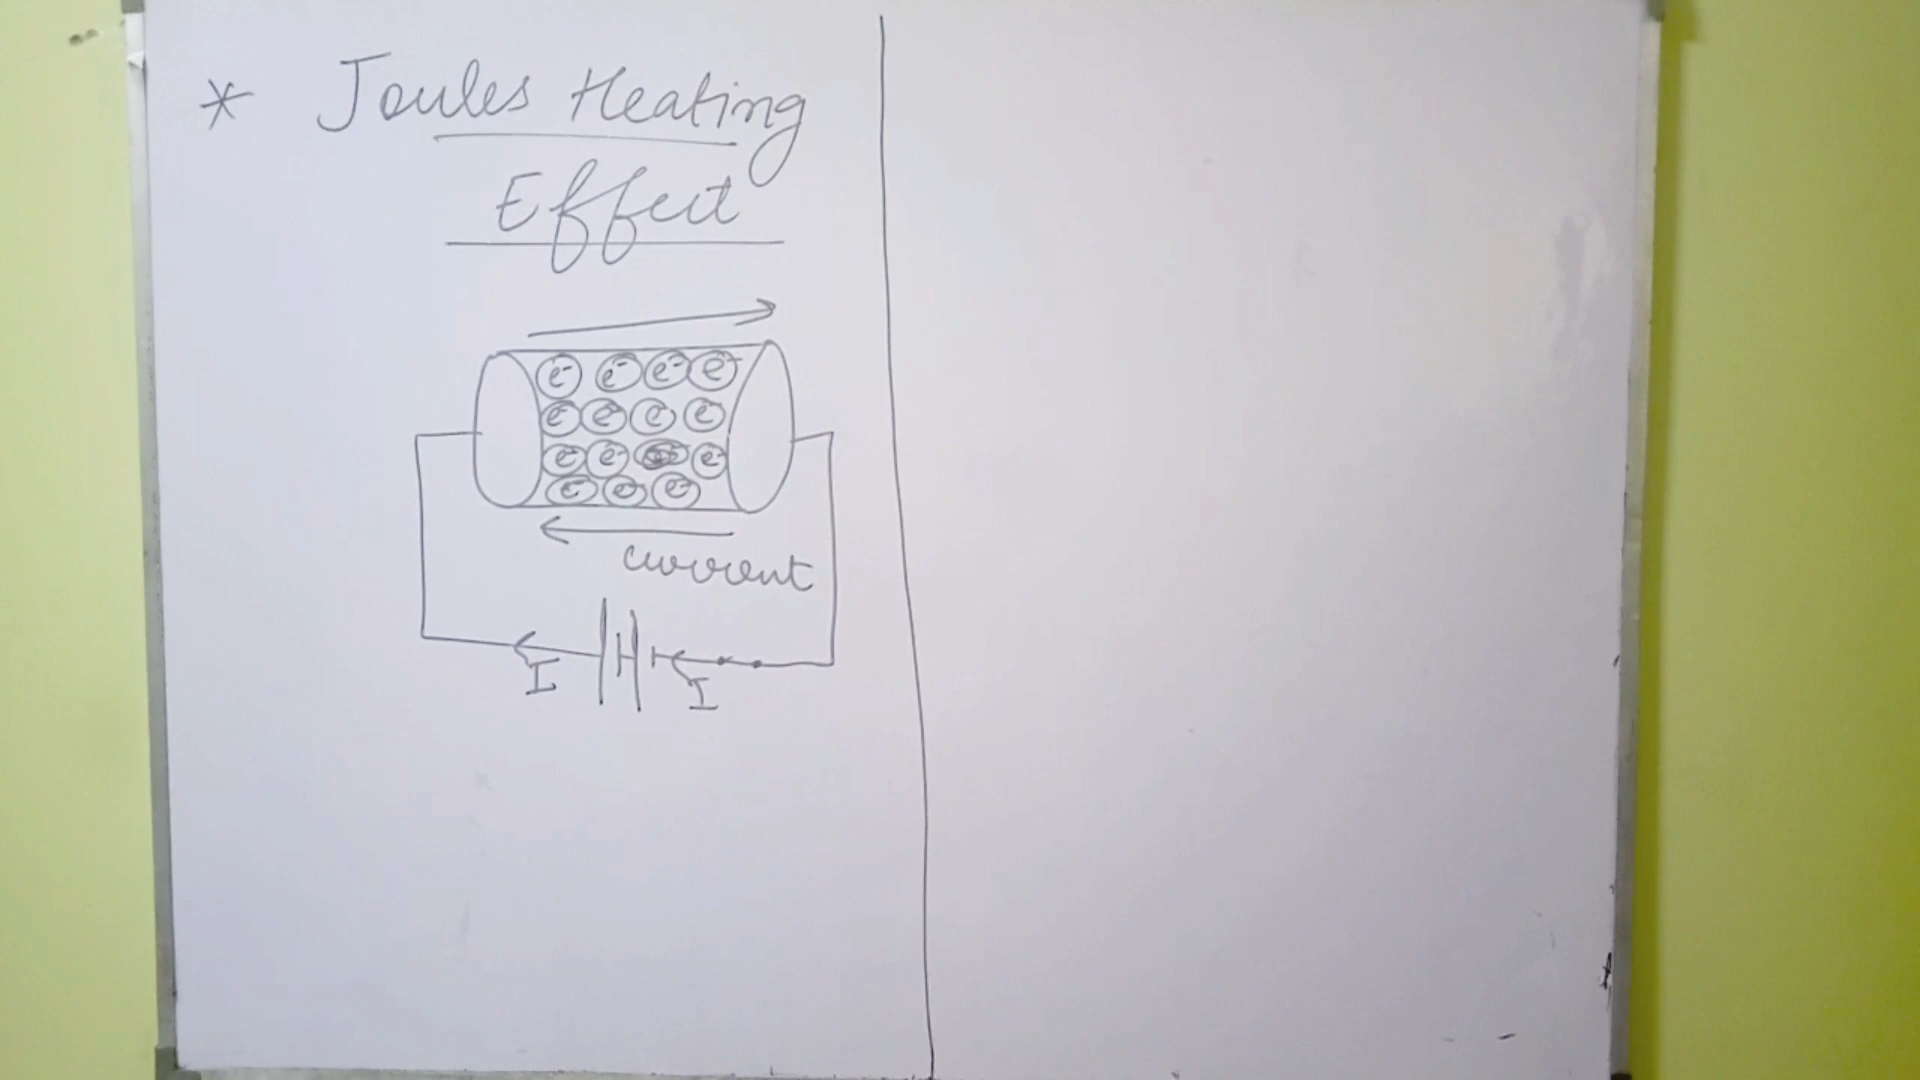 * Joules Heating
Effect
e⁻ e⁻ e⁻ e⁻
e⁻ e⁻ e e⁻
e⁻ e⁻ e⁻
e⁻ e⁻ e⁻
current
I I